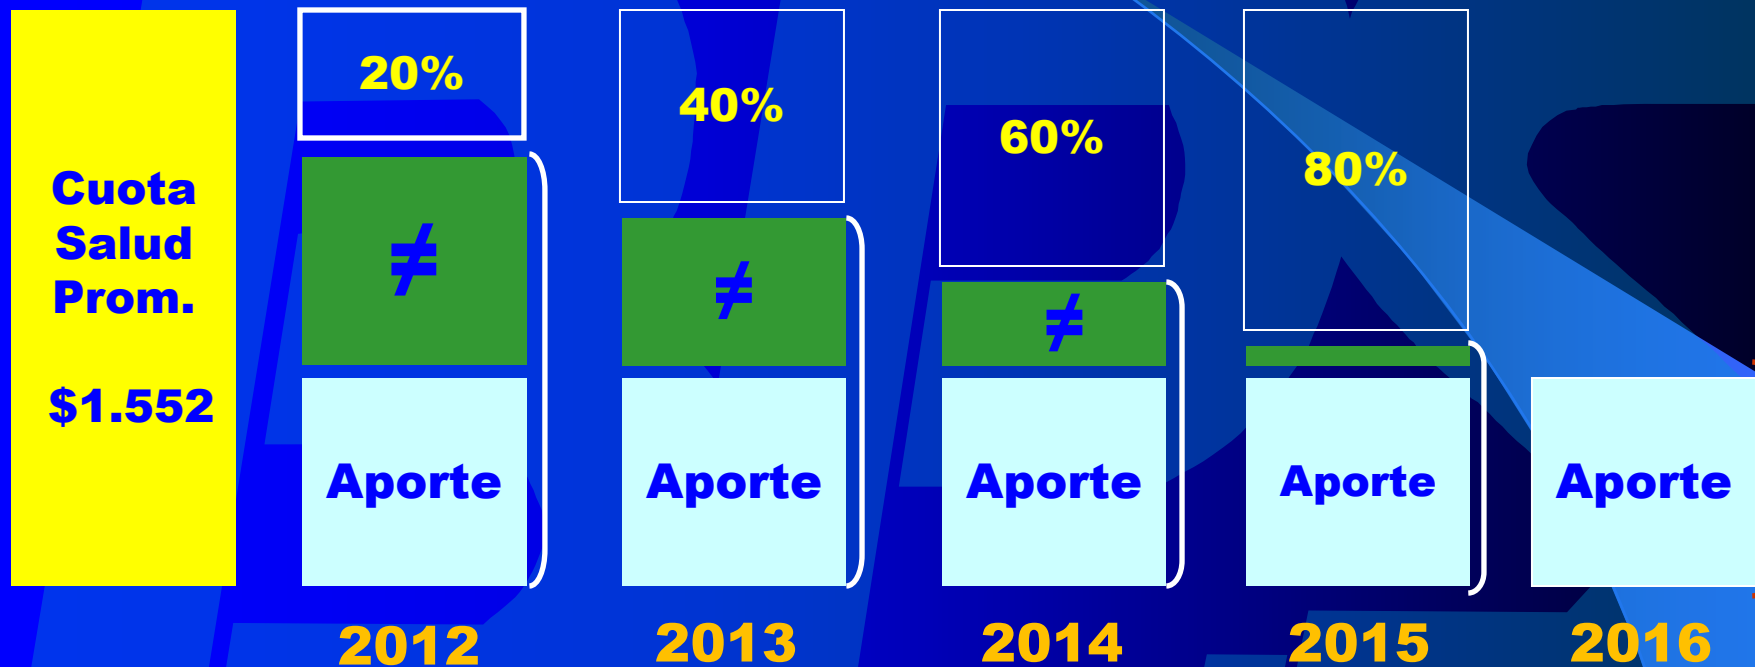 Cuota
Salud
Prom.
$1.552
20%
40%
60%
80%
≠
≠
≠
Aporte
Aporte
Aporte
Aporte
Aporte
2012
2013
2014
2015
2016